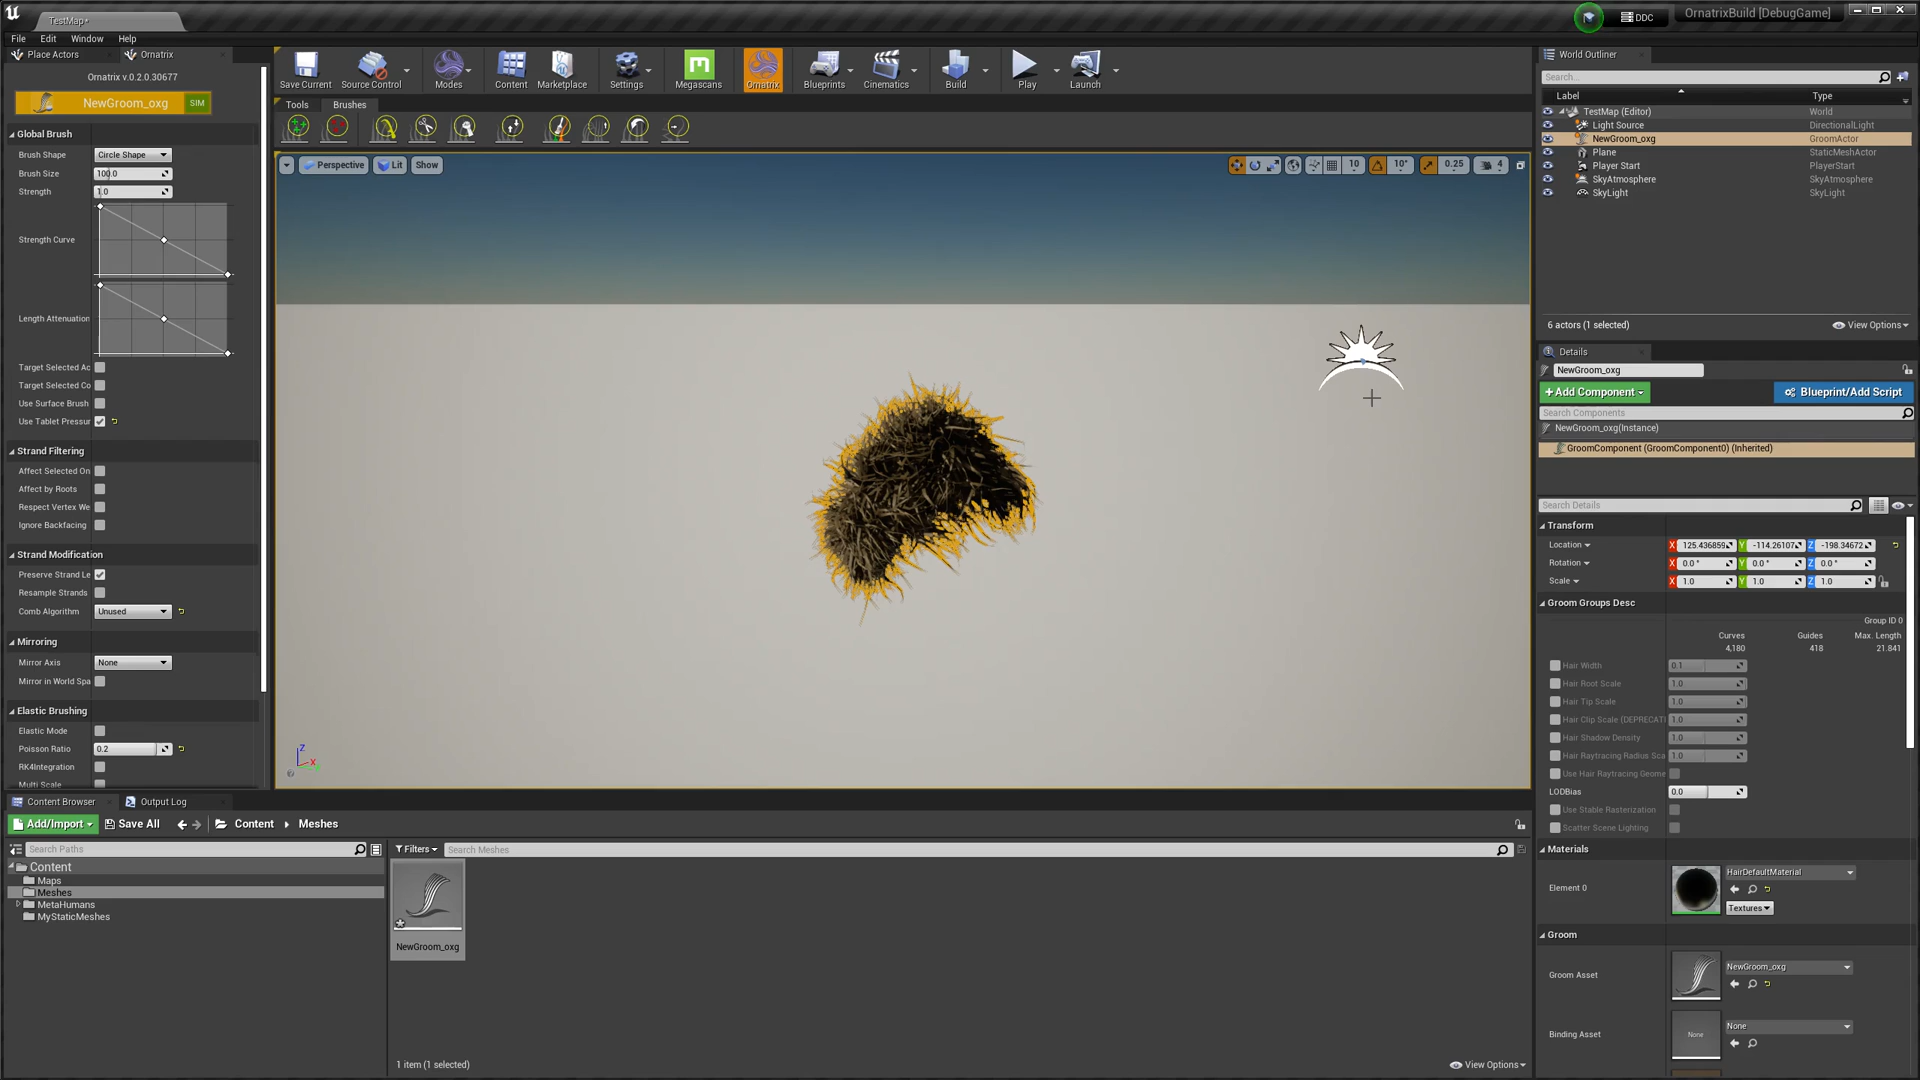 TestMap*
DDC
OrnatrixBuild [DebugGame]
File Edit Window Help
Place Actors Ornatrix
Ornatrix v.0.2.0.30677
NewGroom_oxg SIM
Global Brush
Brush Shape Circle Shape
Brush Size 100.0
Strength 1.0
Strength Curve
Length Attenuation
Target Selected Ac
Target Selected Co
Use Surface Brush
Use Tablet Pressur
Strand Filtering
Affect Selected On
Affect by Roots
Respect Vertex We
Ignore Backfacing
Strand Modification
Preserve Strand Le
Resample Strands
Comb Algorithm Unused
Mirroring
Mirror Axis None
Mirror in World Spa
Elastic Brushing
Elastic Mode
Poisson Ratio 0.2
RK4Integration
Multi Scale
Save Current Source Control Modes Content Marketplace Settings Megascans Ornatrix Blueprints Cinematics Build Play Launch
Tools Brushes
Perspective Lit Show
10 10° 0.25 4
Z
X
World Outliner
Search...
Label Type
TestMap (Editor) World
Light Source DirectionalLight
NewGroom_oxg GroomActor
Plane StaticMeshActor
Player Start PlayerStart
SkyAtmosphere SkyAtmosphere
SkyLight SkyLight
6 actors (1 selected) View Options
Details
NewGroom_oxg
+Add Component Blueprint/Add Script
Search Components
NewGroom_oxg(Instance)
GroomComponent (GroomComponent0) (Inherited)
Search Details
Transform
Location X 125.436859 Y -114.26107 Z -198.34672
Rotation X 0.0 ° Y 0.0 ° Z 0.0 °
Scale X 1.0 Y 1.0 Z 1.0
Groom Groups Desc
Group ID 0
Curves Guides Max. Length
4,180 418 21.841
Hair Width 0.1
Hair Root Scale 1.0
Hair Tip Scale 1.0
Hair Clip Scale (DEPRECATI 1.0
Hair Shadow Density 1.0
Hair Raytracing Radius Sca 1.0
Use Hair Raytracing Geome
LODBias 0.0
Use Stable Rasterization
Scatter Scene Lighting
Materials
Element 0 HairDefaultMaterial
Textures
Groom
Groom Asset NewGroom_oxg
Binding Asset None None
Content Browser Output Log
Add/Import Save All Content Meshes
Search Paths
Content
Maps
Meshes
MetaHumans
MyStaticMeshes
Filters Search Meshes
NewGroom_oxg
1 item (1 selected) View Options